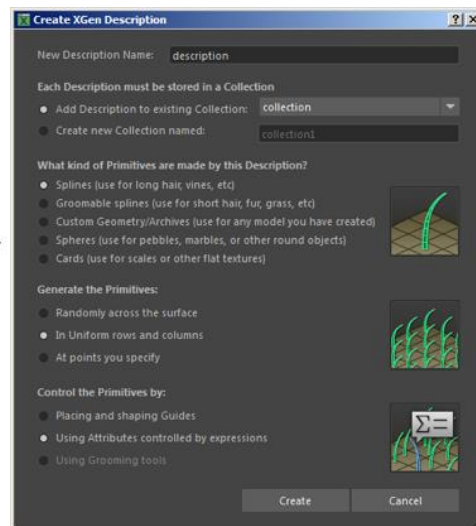 Create XGen Description
New Description Name: description
Each Description must be stored in a Collection
Add Description to existing Collection: collection
Create new Collection named: collection1
What kind of Primitives are made by this Description?
Splines (use for long hair, vines, etc)
Groomable splines (use for short hair, fur, grass, etc)
Custom Geometry/Archives (use for any model you have created)
Spheres (use for pebbles, marbles, or other round objects)
Cards (use for scales or other flat textures)
Generate the Primitives:
Randomly across the surface
In Uniform rows and columns
At points you specify
Control the Primitives by:
Placing and shaping Guides
Σ=
Using Attributes controlled by expressions
Using Grooming tools
Create Cancel